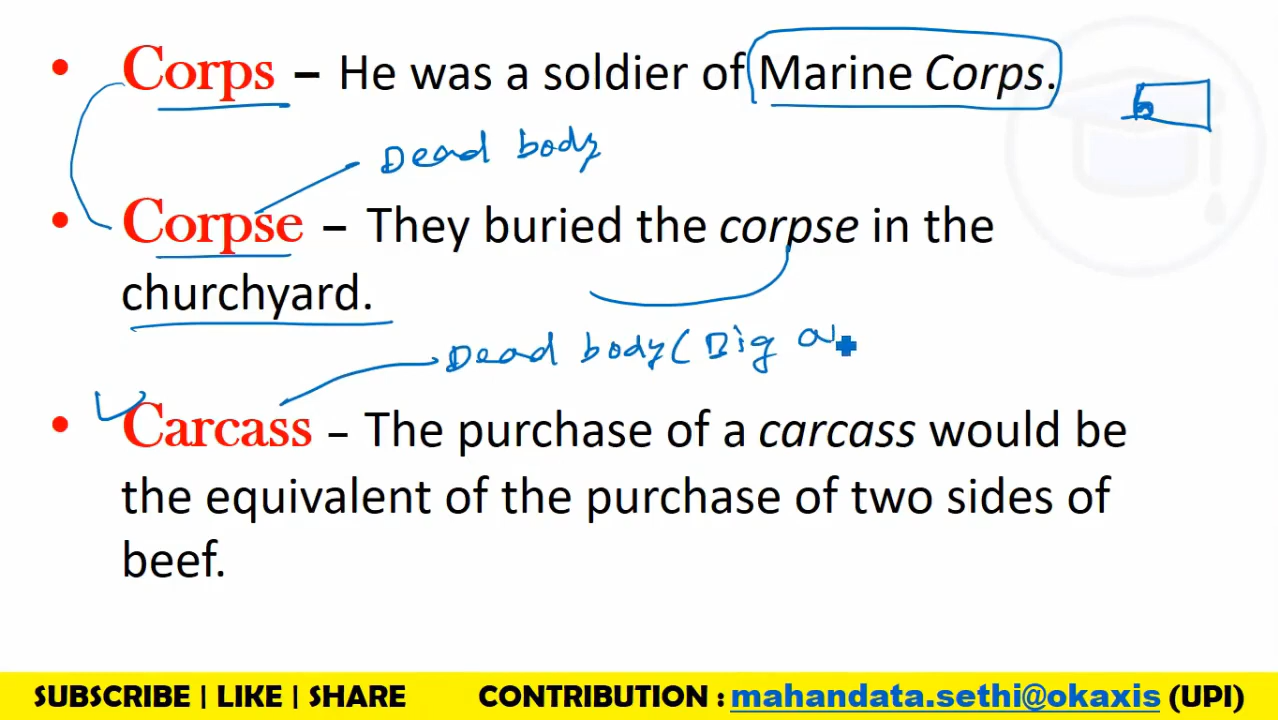 • Corps – He was a soldier of Marine Corps.
Dead body
• Corpse – They buried the corpse in the
churchyard.
Dead body ( Big
• Carcass – The purchase of a carcass would be
the equivalent of the purchase of two sides of
beef.
SUBSCRIBE | LIKE | SHARE CONTRIBUTION : mahandata.sethi@okaxis (UPI)